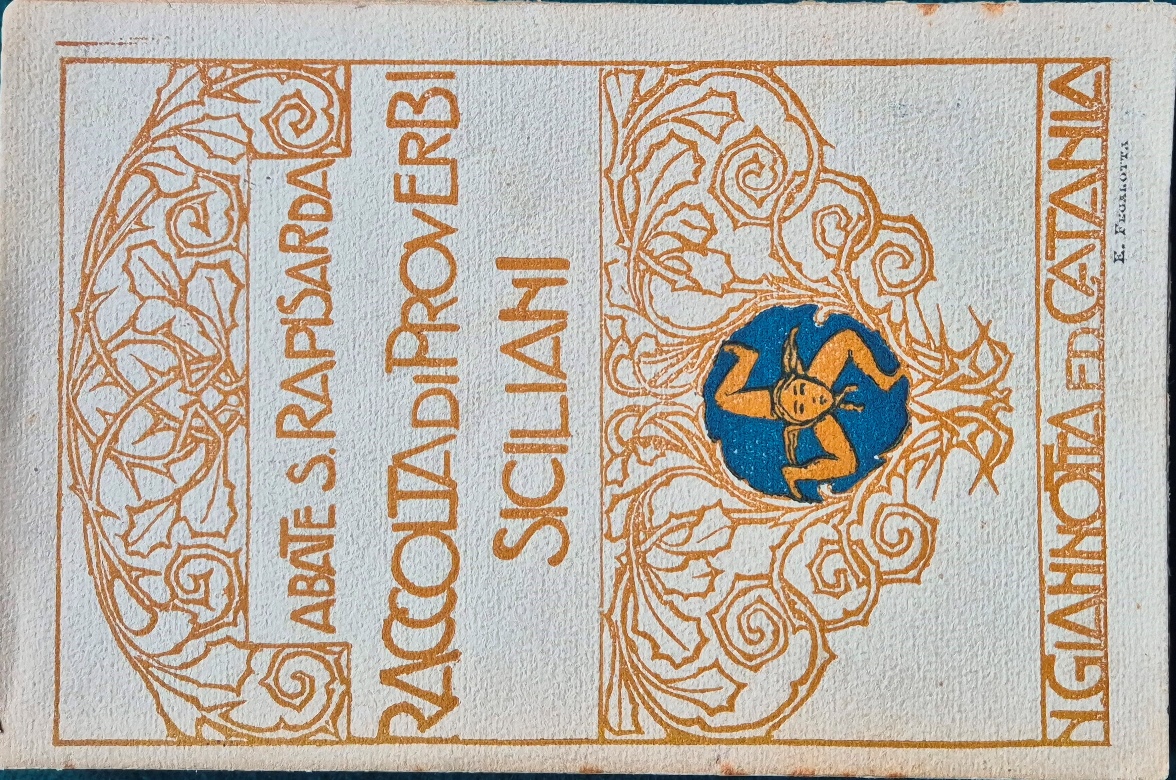 ABATE S. RAPISARDA
RACCOLTA DI PROVERBI
SICILIANI
N GIANNOTTA ED CATANIA
E. FEGAROTTA